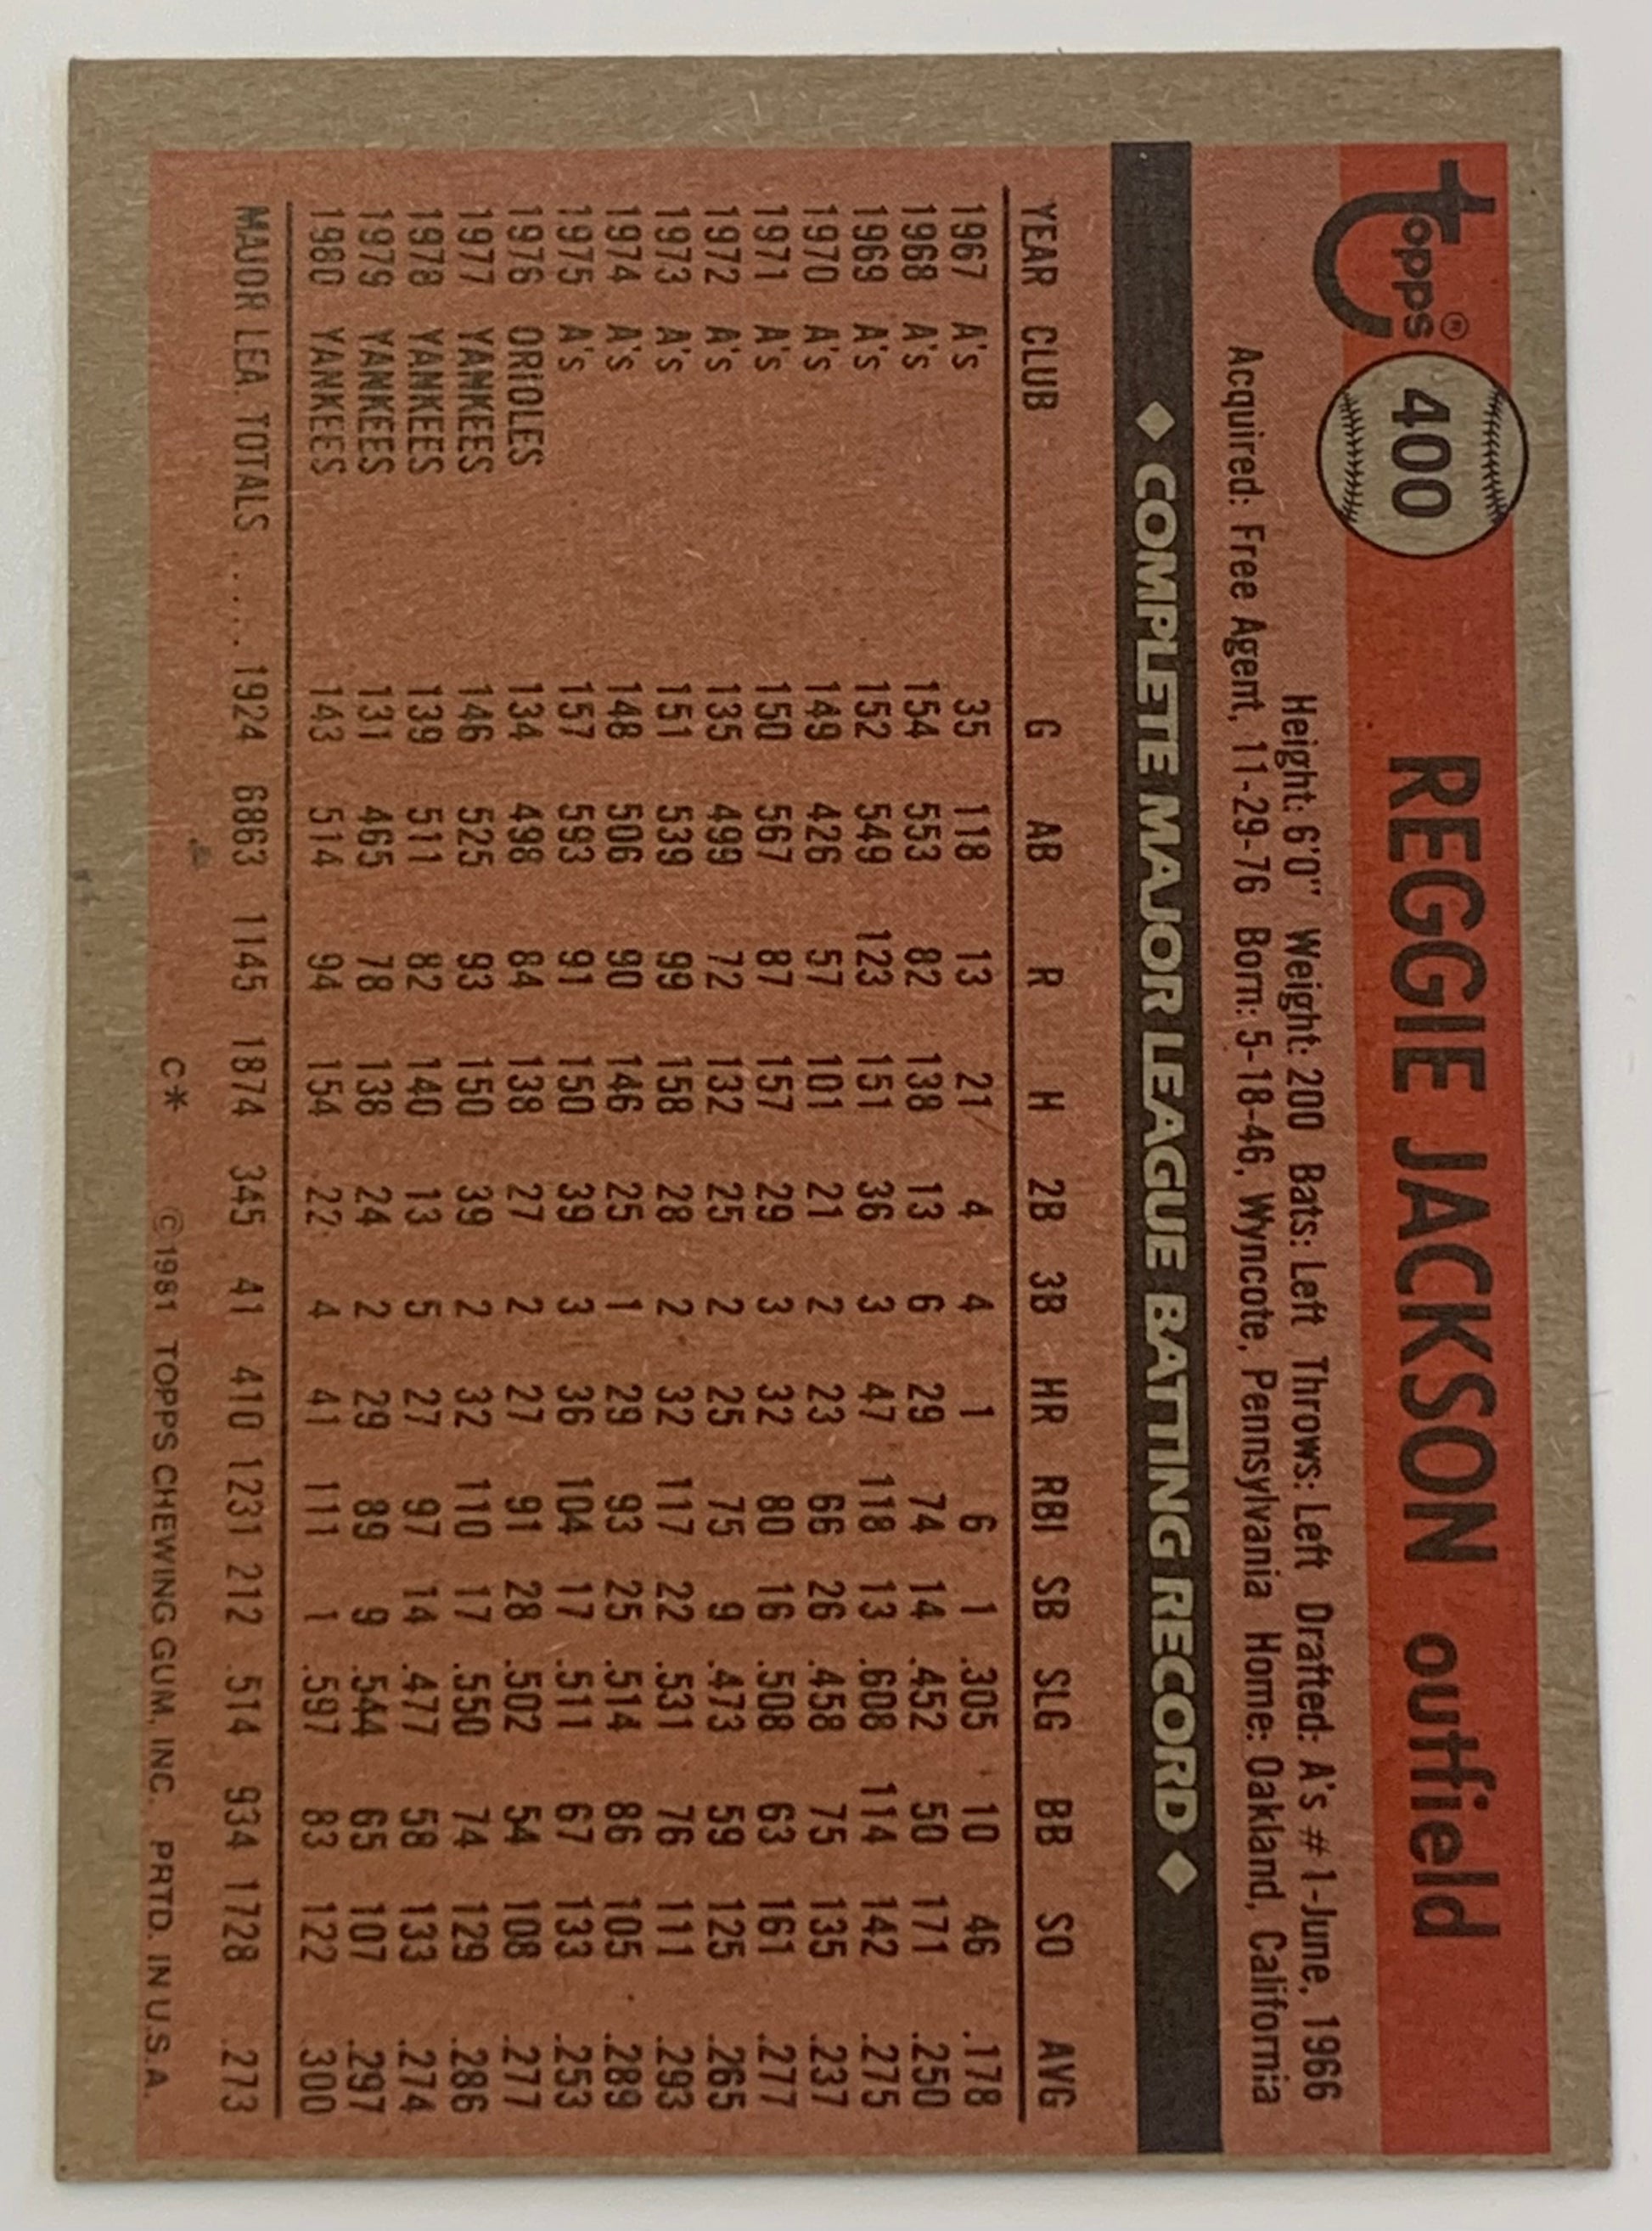 topps® 400 REGGIE JACKSON outfield
Height: 6'0" Weight: 200 Bats: Left Throws: Left Drafted: A's #1-June, 1966
Acquired: Free Agent, 11-29-76 Born: 5-18-46, Wyncote, Pennsylvania Home: Oakland, California
◆ COMPLETE MAJOR LEAGUE BATTING RECORD ◆
YEAR CLUB G AB R H 2B 3B HR RBI SB SLG BB SO AVG
1967 A's 35 118 13 21 4 4 1 6 1 .305 10 46 .178
1968 A's 154 553 82 138 13 6 29 74 14 .452 50 171 .250
1969 A's 152 549 123 151 36 3 47 118 13 .608 114 142 .275
1970 A's 149 426 57 101 21 2 23 66 26 .458 75 135 .237
1971 A's 150 567 87 157 29 3 32 80 16 .508 63 161 .277
1972 A's 135 499 72 132 25 2 25 75 9 .473 59 125 .265
1973 A's 151 539 99 158 28 2 32 117 22 .531 76 111 .293
1974 A's 148 506 90 146 25 1 29 93 25 .514 86 105 .289
1975 A's 157 593 91 150 39 3 36 104 17 .511 67 133 .253
1976 ORIOLES 134 498 84 138 27 2 27 91 28 .502 54 108 .277
1977 YANKEES 146 525 93 150 39 2 32 110 17 .550 74 129 .286
1978 YANKEES 139 511 82 140 13 5 27 97 14 .477 58 133 .274
1979 YANKEES 131 465 78 138 24 2 29 89 9 .544 65 107 .297
1980 YANKEES 143 514 94 154 22 4 41 111 1 .597 83 122 .300
MAJOR LEA. TOTALS ..... 1924 6863 1145 1874 345 41 410 1231 212 .514 934 1728 .273
C* ©1981 TOPPS CHEWING GUM, INC. PRTD. IN U.S.A.